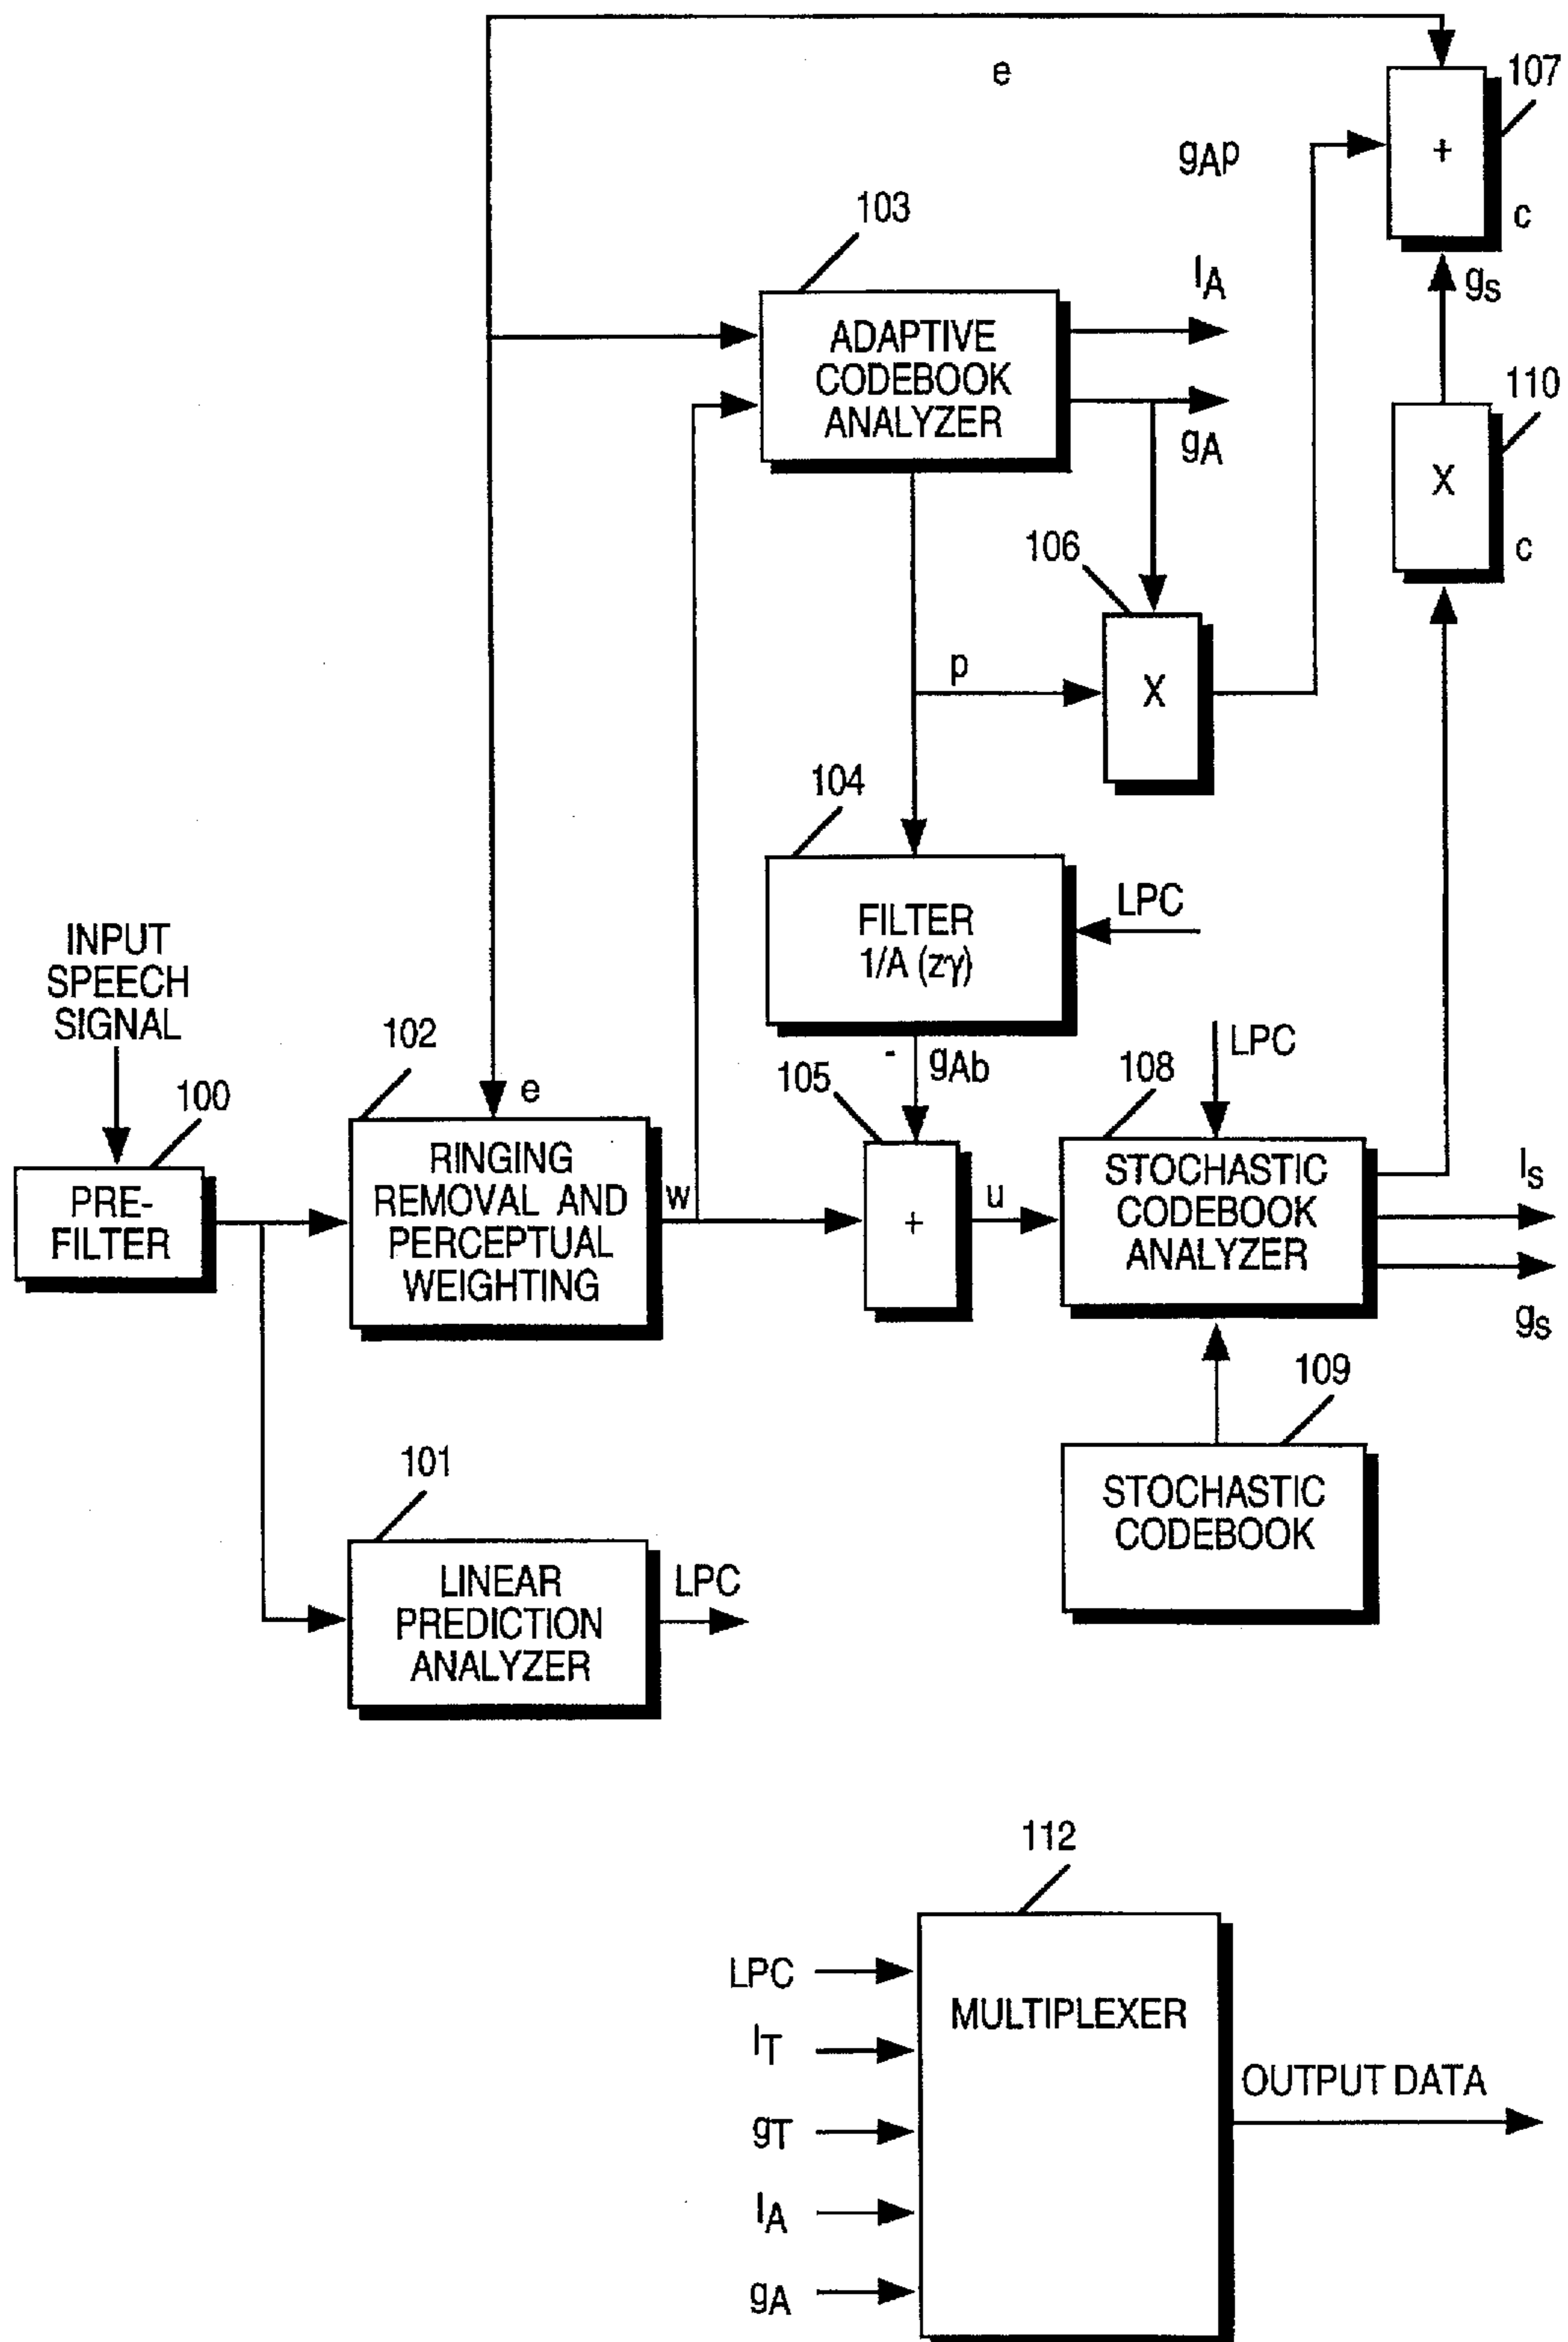 e
107
gAp
+
c
103
IA
gs
ADAPTIVE
CODEBOOK
ANALYZER
gA
110
X
c
106
p
X
104
FILTER
1/A (zγ)
LPC
INPUT
SPEECH
SIGNAL
102
e
- gAb
105
108
LPC
100
PRE-
FILTER
RINGING
REMOVAL AND
PERCEPTUAL
WEIGHTING
w
+
u
STOCHASTIC
CODEBOOK
ANALYZER
Is
gs
109
STOCHASTIC
CODEBOOK
101
LINEAR
PREDICTION
ANALYZER
LPC
112
MULTIPLEXER
LPC
IT
gT
IA
gA
OUTPUT DATA